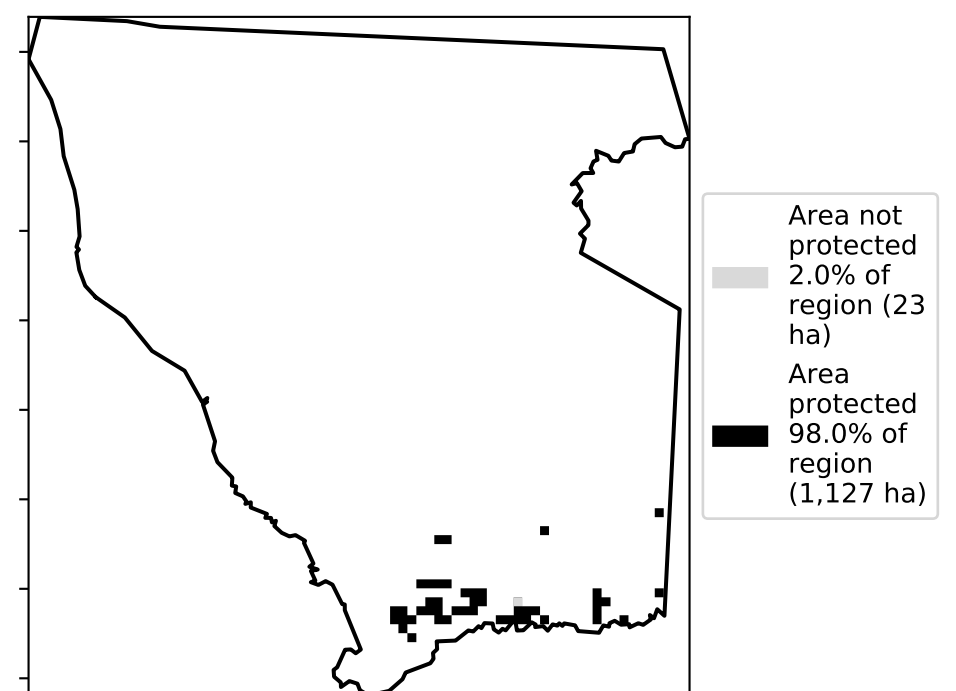 Area not
protected
2.0% of
region (23
ha)
Area
protected
98.0% of
region
(1,127 ha)